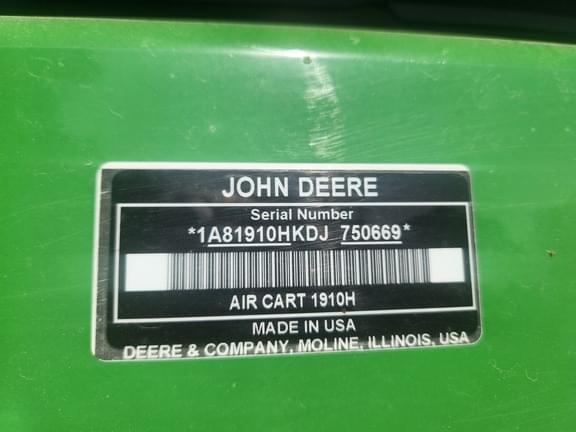 JOHN DEERE
Serial Number
*1A81910HKDJ 750669*
AIR CART 1910H
MADE IN USA
DEERE & COMPANY, MOLINE, ILLINOIS, USA